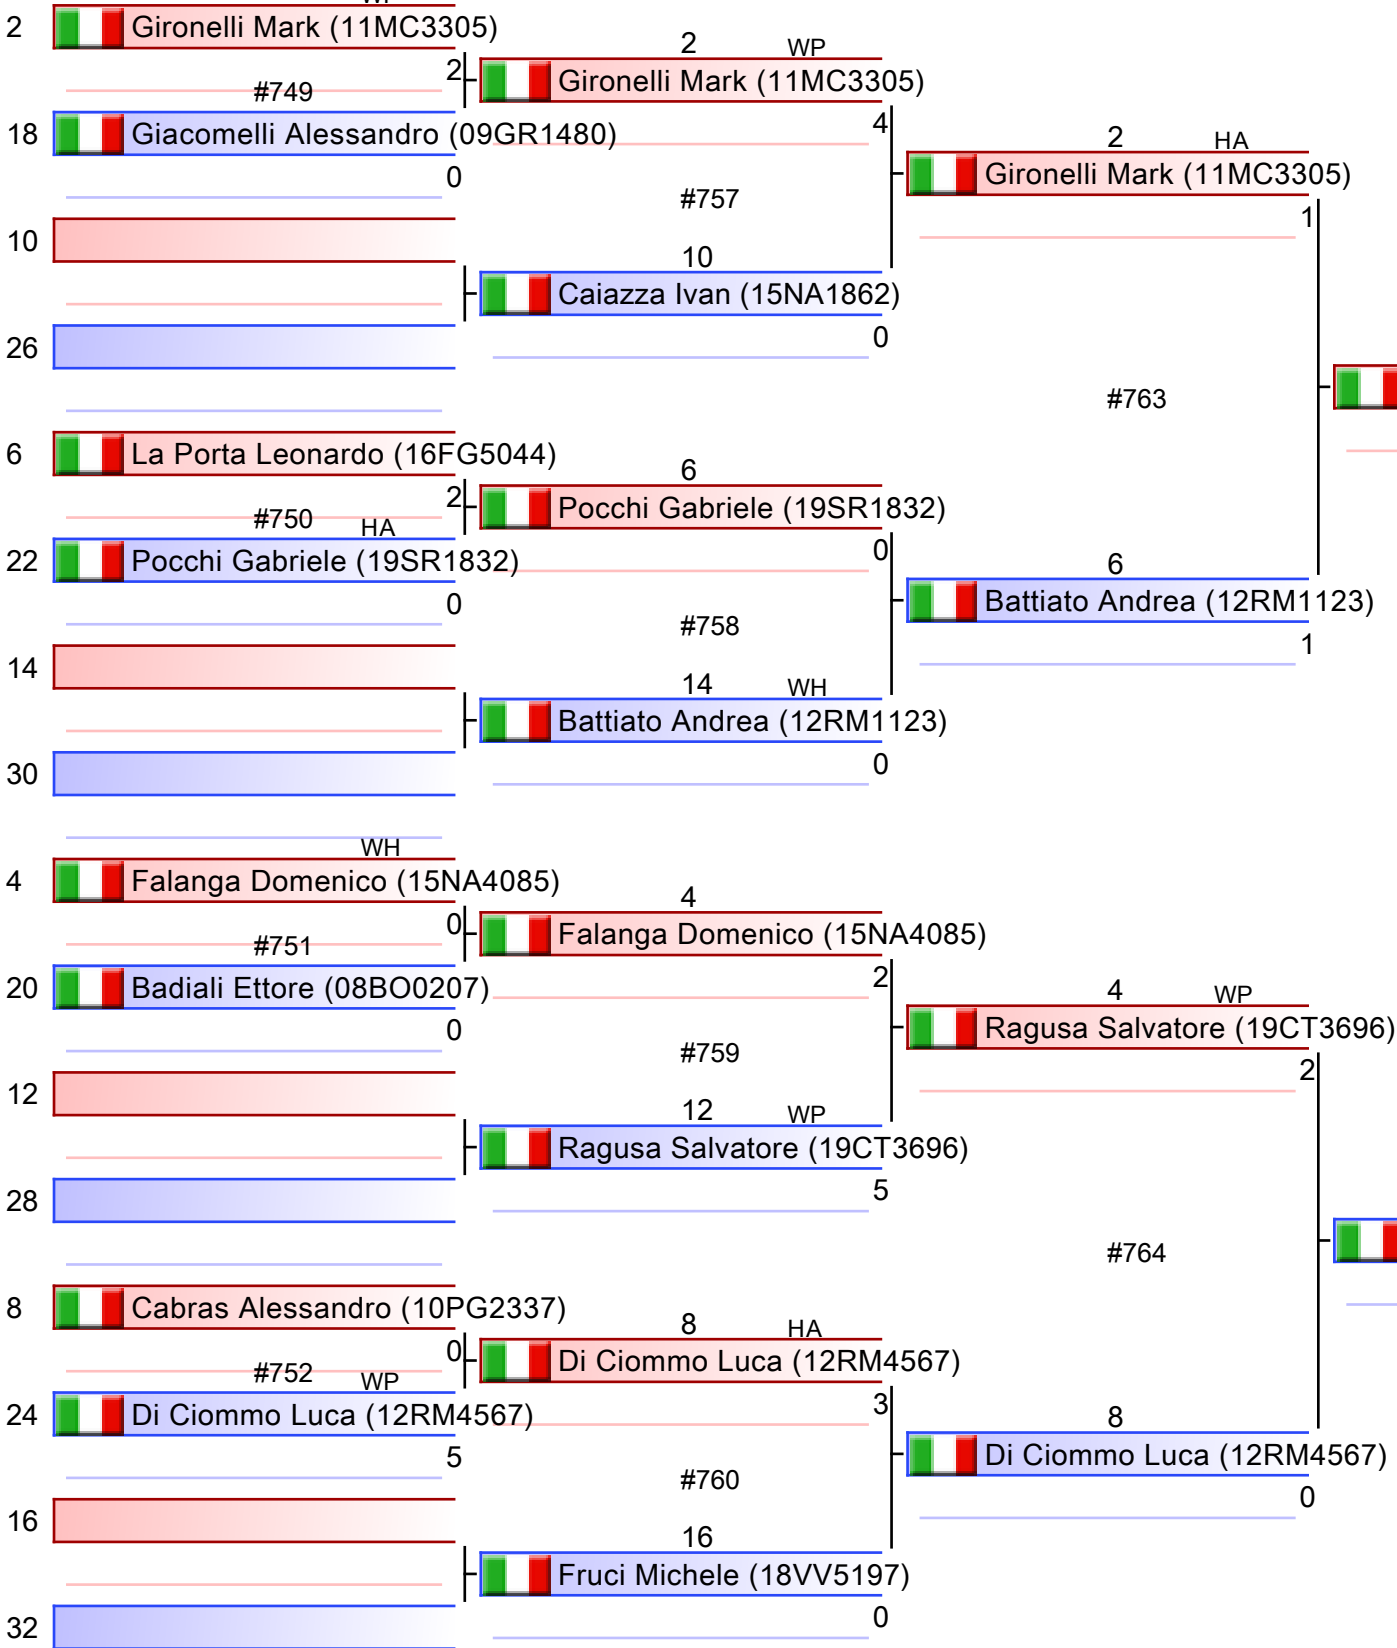 2 Gironelli Mark (11MC3305)
2
#749
18 Giacomelli Alessandro (09GR1480)
0
10
26
6 La Porta Leonardo (16FG5044)
2
#750 HA
22 Pocchi Gabriele (19SR1832)
0
14
30
WH
4 Falanga Domenico (15NA4085)
0
#751
20 Badiali Ettore (08BO0207)
0
12
28
8 Cabras Alessandro (10PG2337)
0
#752 WP
24 Di Ciommo Luca (12RM4567)
5
16
32
2 WP
Gironelli Mark (11MC3305)
4
#757
10
Caiazza Ivan (15NA1862)
0
6
Pocchi Gabriele (19SR1832)
0
#758
14 WH
Battiato Andrea (12RM1123)
0
4
Falanga Domenico (15NA4085)
2
#759
12 WP
Ragusa Salvatore (19CT3696)
5
8 HA
Di Ciommo Luca (12RM4567)
3
#760
16
Fruci Michele (18VV5197)
0
2 HA
Gironelli Mark (11MC3305)
1
#763
6
Battiato Andrea (12RM1123)
1
4 WP
Ragusa Salvatore (19CT3696)
2
#764
8
Di Ciommo Luca (12RM4567)
0